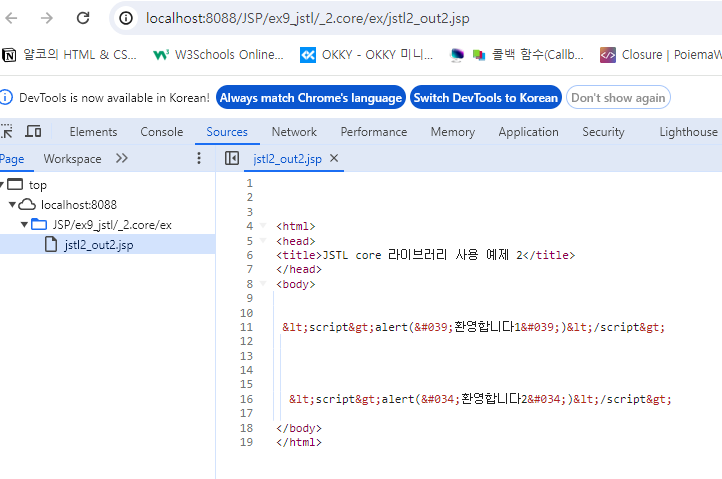 localhost:8088/JSP/ex9_jstl/_2.core/ex/jstl2_out2.jsp
얄코의 HTML & CS... W3Schools Online... OKKY - OKKY 미니... 콜백 함수(Callb... Closure | PoiemaW
DevTools is now available in Korean! Always match Chrome's language Switch DevTools to Korean Don't show again
Elements Console Sources Network Performance Memory Application Security Lighthouse
Page Workspace jstl2_out2.jsp
top
localhost:8088
JSP/ex9_jstl/_2.core/ex
jstl2_out2.jsp
1
2
3
4 <html>
5 <head>
6 <title>JSTL core 라이브러리 사용 예제 2</title>
7 </head>
8 <body>
9
10
11 &lt;script&gt;alert(&#039;환영합니다1&#039;)&lt;/script&gt;
12
13
14
15
16 &lt;script&gt;alert(&#034;환영합니다2&#034;)&lt;/script&gt;
17
18 </body>
19 </html>